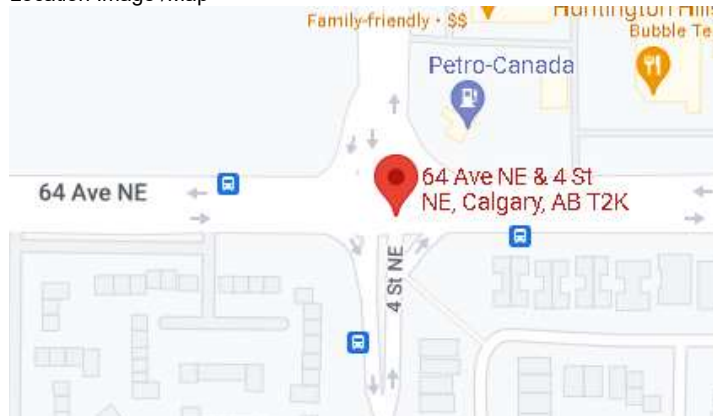 Location Image Map
Family-friendly · $$
Huntington Hills
Bubble Te
Petro-Canada
64 Ave NE
64 Ave NE & 4 St
NE, Calgary, AB T2K
4 St NE